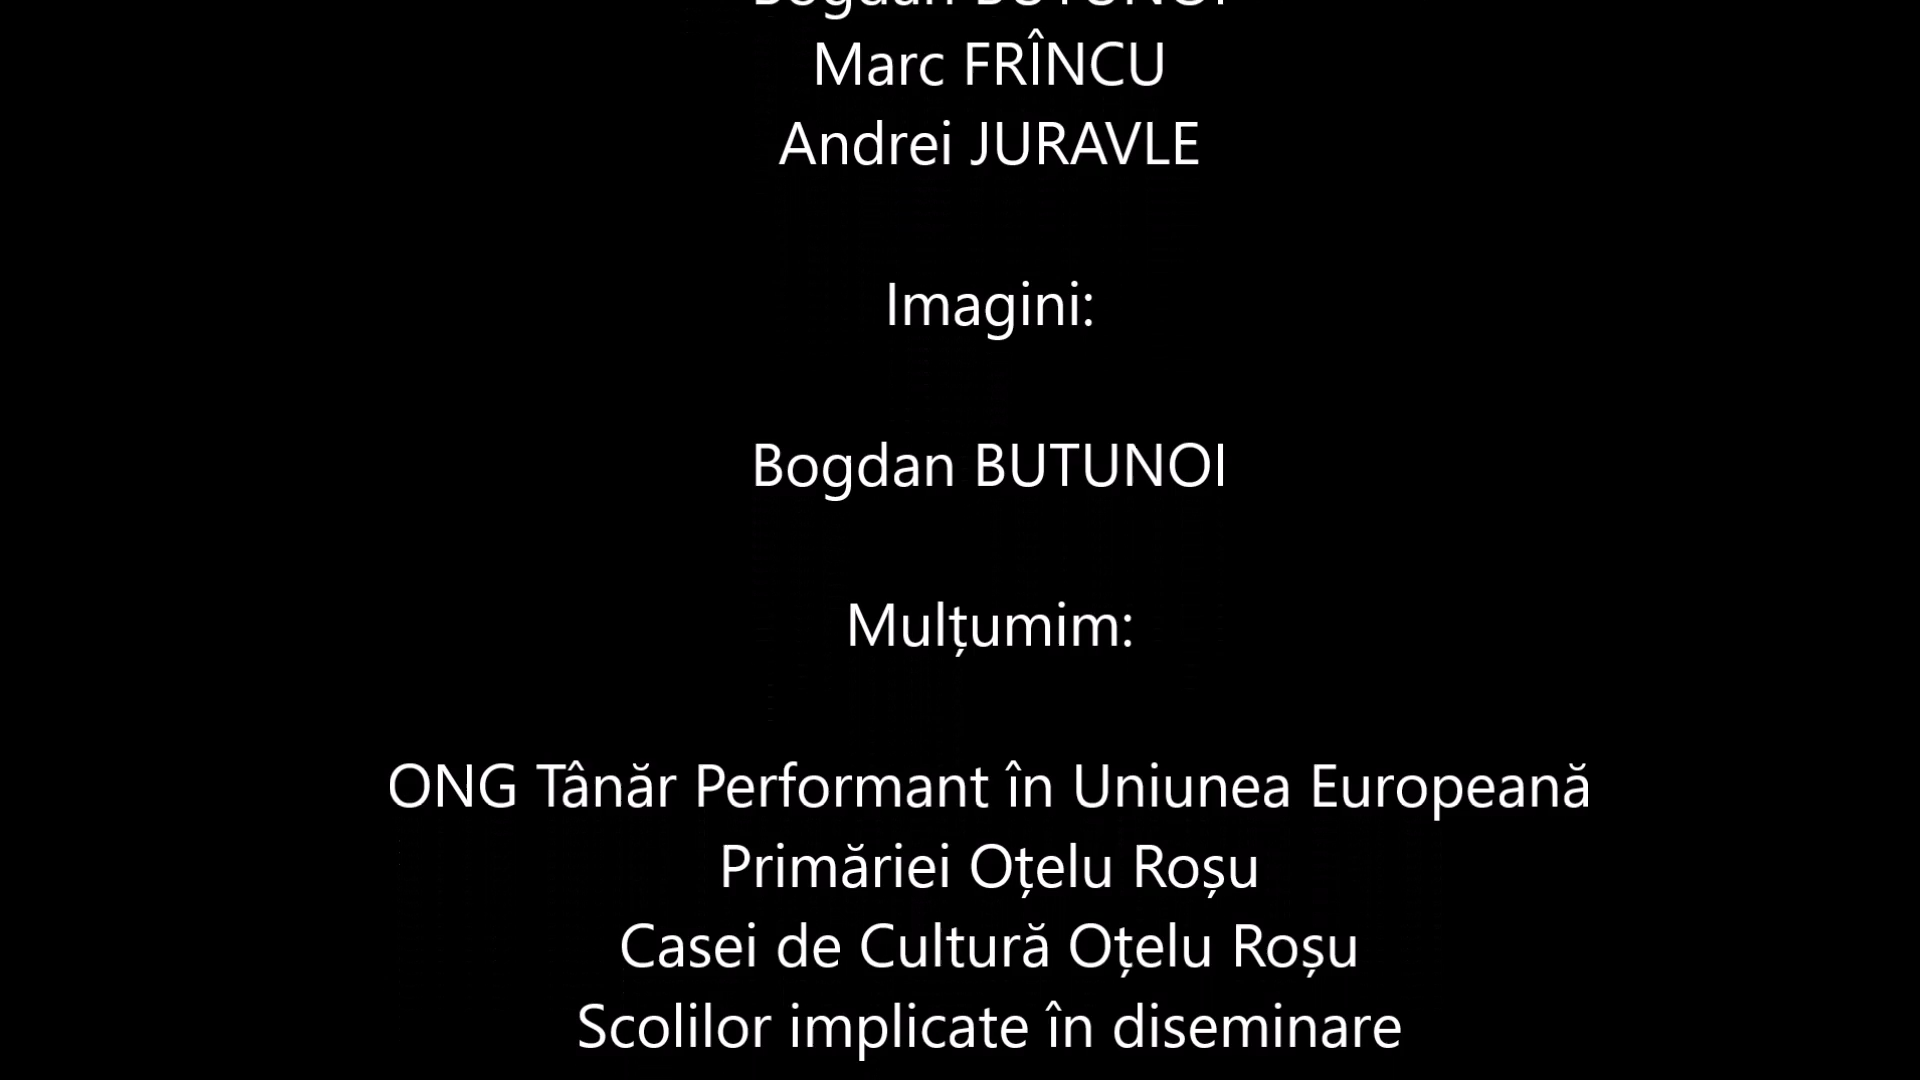 Bogdan BUTUNOI
Marc FRÎNCU
Andrei JURAVLE
Imagini:
Bogdan BUTUNOI
Mulțumim:
ONG Tânăr Performant în Uniunea Europeană
Primăriei Oțelu Roșu
Casei de Cultură Oțelu Roșu
Scolilor implicate în diseminare